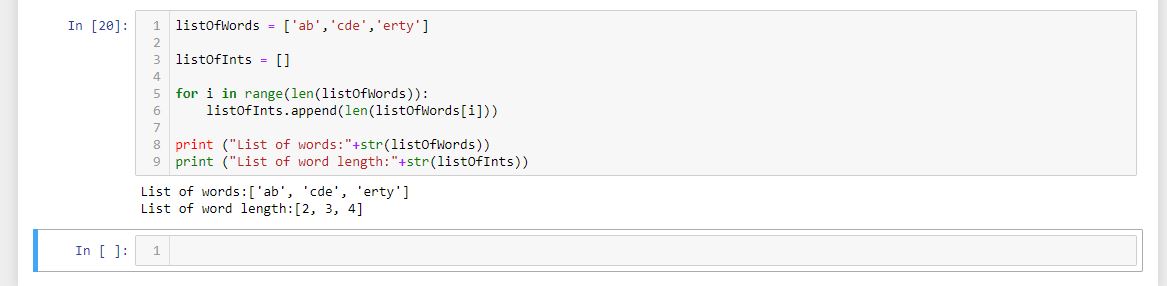 In [20]:
1 listOfWords = ['ab','cde','erty']
2
3 listOfInts = []
4
5 for i in range(len(listOfWords)):
6     listOfInts.append(len(listOfWords[i]))
7
8 print ("List of words:"+str(listOfWords))
9 print ("List of word length:"+str(listOfInts))
List of words:['ab', 'cde', 'erty']
List of word length:[2, 3, 4]
In [ ]: 1